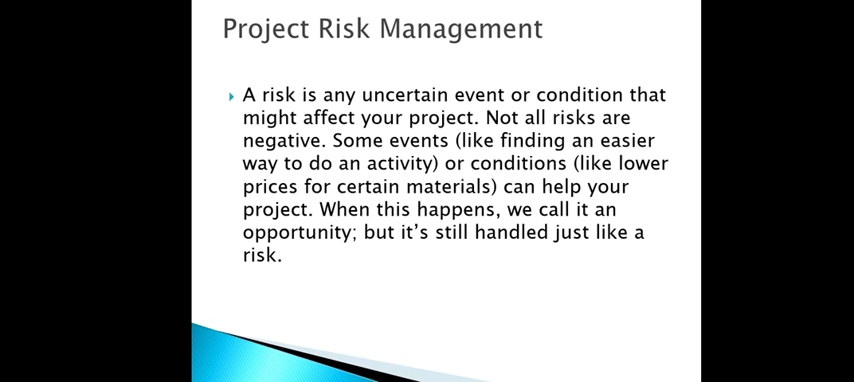 Project Risk Management
A risk is any uncertain event or condition that
might affect your project. Not all risks are
negative. Some events (like finding an easier
way to do an activity) or conditions (like lower
prices for certain materials) can help your
project. When this happens, we call it an
opportunity; but it's still handled just like a
risk.